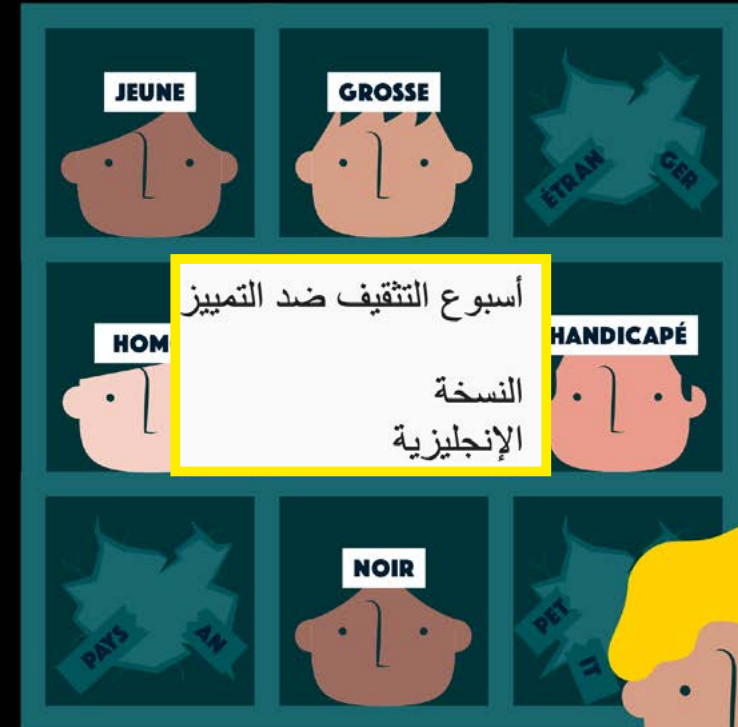 JEUNE
GROSSE
ÉTRAN
GER
HOM
أسبوع التثقيف ضد التمييز
النسخة
الإنجليزية
HANDICAPÉ
PAYS
AN
NOIR
PET
IT